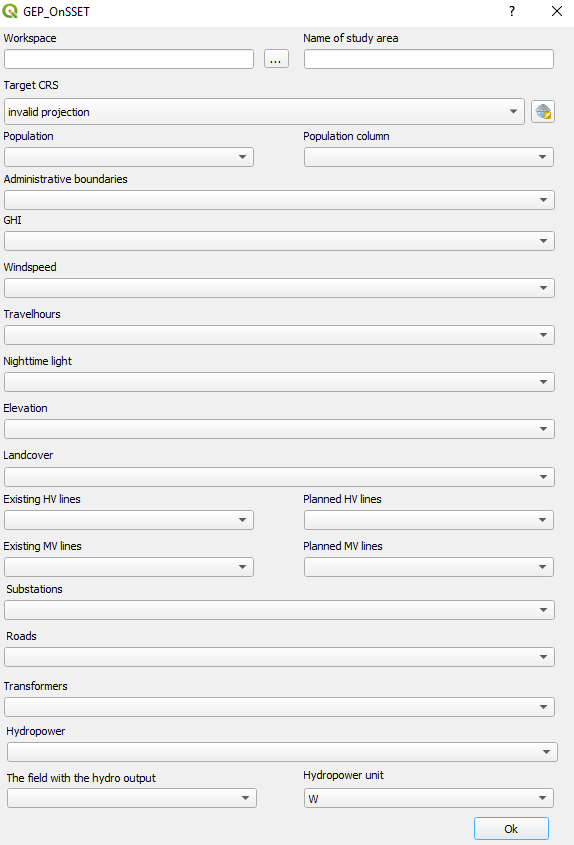 GEP_OnSSET ?
Workspace Name of study area
...
Target CRS
invalid projection
Population Population column
Administrative boundaries
GHI
Windspeed
Travelhours
Nighttime light
Elevation
Landcover
Existing HV lines Planned HV lines
Existing MV lines Planned MV lines
Substations
Roads
Transformers
Hydropower
The field with the hydro output Hydropower unit
W
Ok